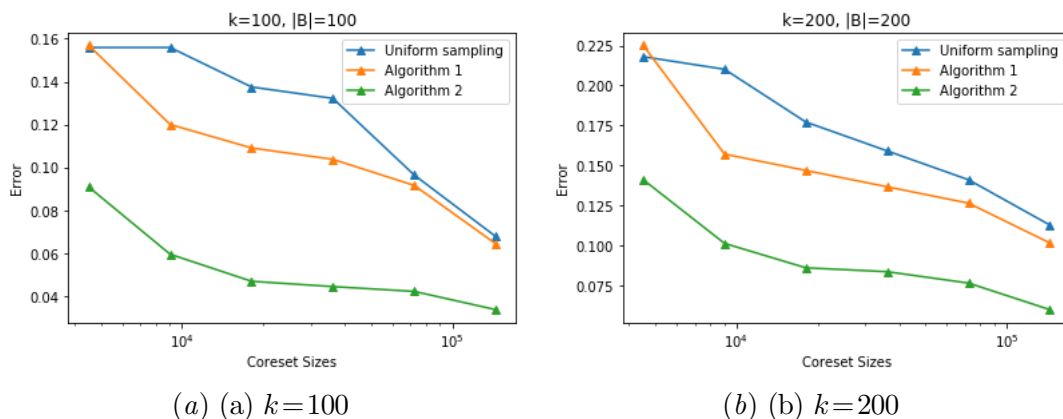 k=100, |B|=100
0.16
0.14
0.12
0.10
0.08
0.06
0.04
Error
Uniform sampling
Algorithm 1
Algorithm 2
10^4
10^5
Coreset Sizes
(a) (a) k=100
k=200, |B|=200
0.225
0.200
0.175
0.150
0.125
0.100
0.075
Error
Uniform sampling
Algorithm 1
Algorithm 2
10^4
10^5
Coreset Sizes
(b) (b) k=200